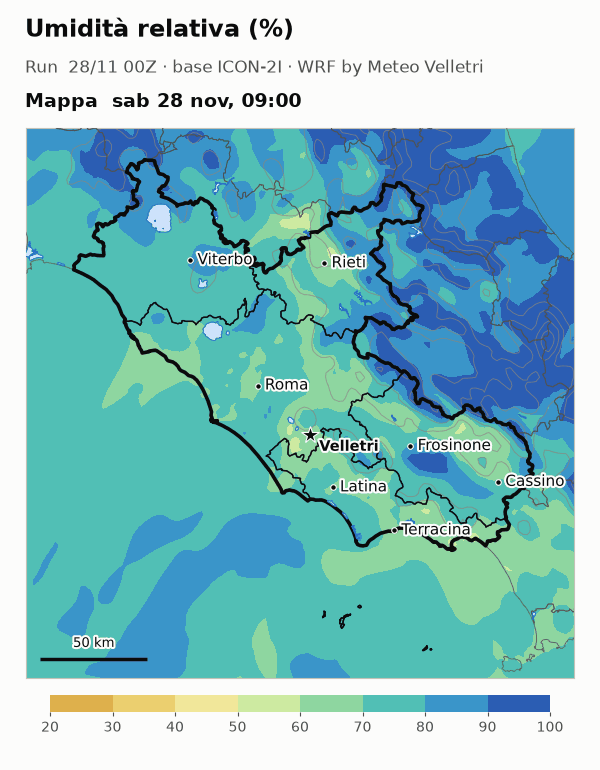 Umidità relativa (%)
Run 28/11 00Z · base ICON-2I · WRF by Meteo Velletri
Mappa sab 28 nov, 09:00
Viterbo
Rieti
Roma
Velletri
Frosinone
Cassino
Latina
Terracina
50 km
20 30 40 50 60 70 80 90 100